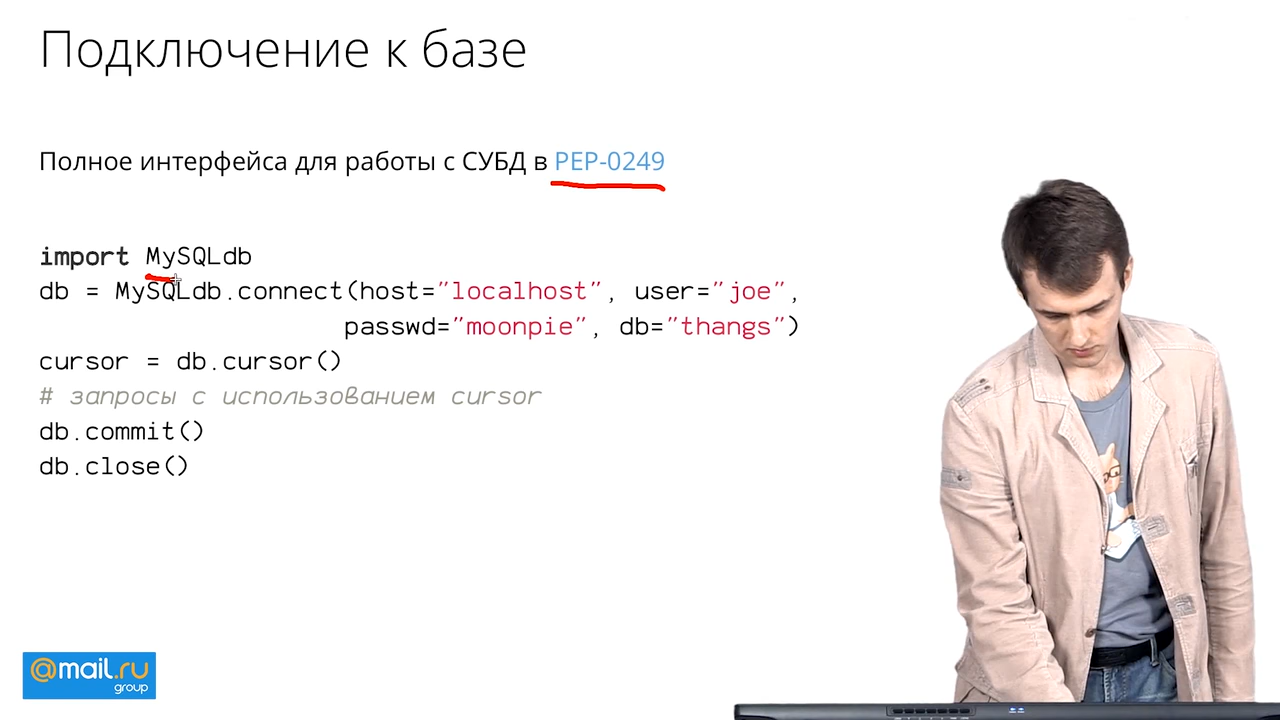 Подключение к базе
Полное интерфейса для работы с СУБД в PEP-0249
import MySQLdb
db = MySQLdb.connect(host="localhost", user="joe",
passwd="moonpie", db="thangs")
cursor = db.cursor()
# запросы с использованием cursor
db.commit()
db.close()
@mail.ru
group